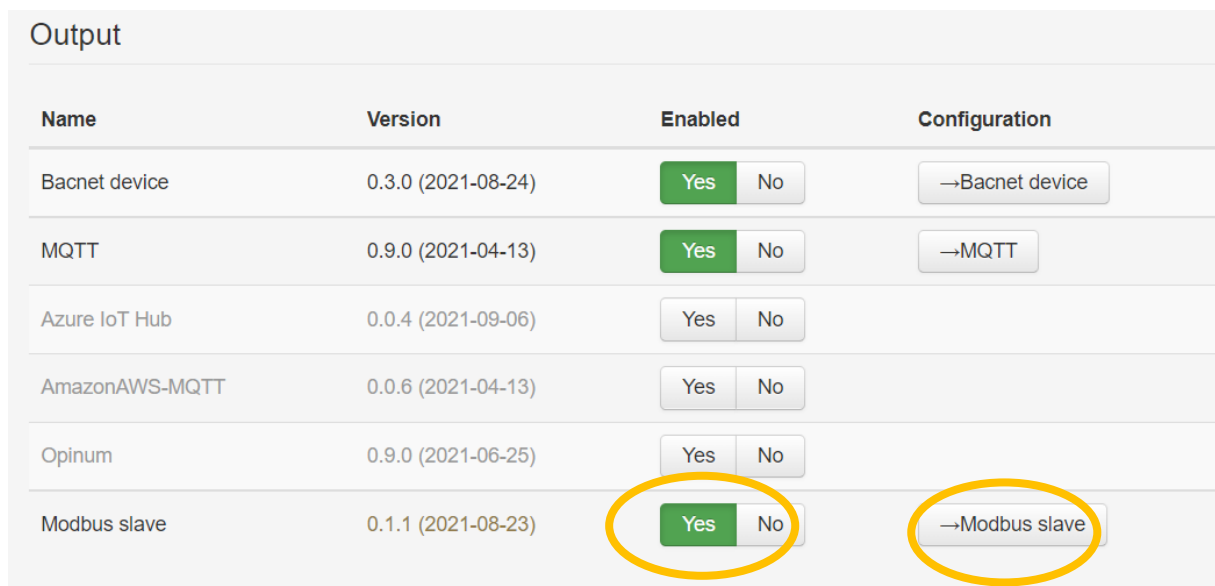 Output
Name Version Enabled Configuration
Bacnet device 0.3.0 (2021-08-24) Yes No →Bacnet device
MQTT 0.9.0 (2021-04-13) Yes No →MQTT
Azure IoT Hub 0.0.4 (2021-09-06) Yes No
AmazonAWS-MQTT 0.0.6 (2021-04-13) Yes No
Opinum 0.9.0 (2021-06-25) Yes No
Modbus slave 0.1.1 (2021-08-23) Yes No →Modbus slave